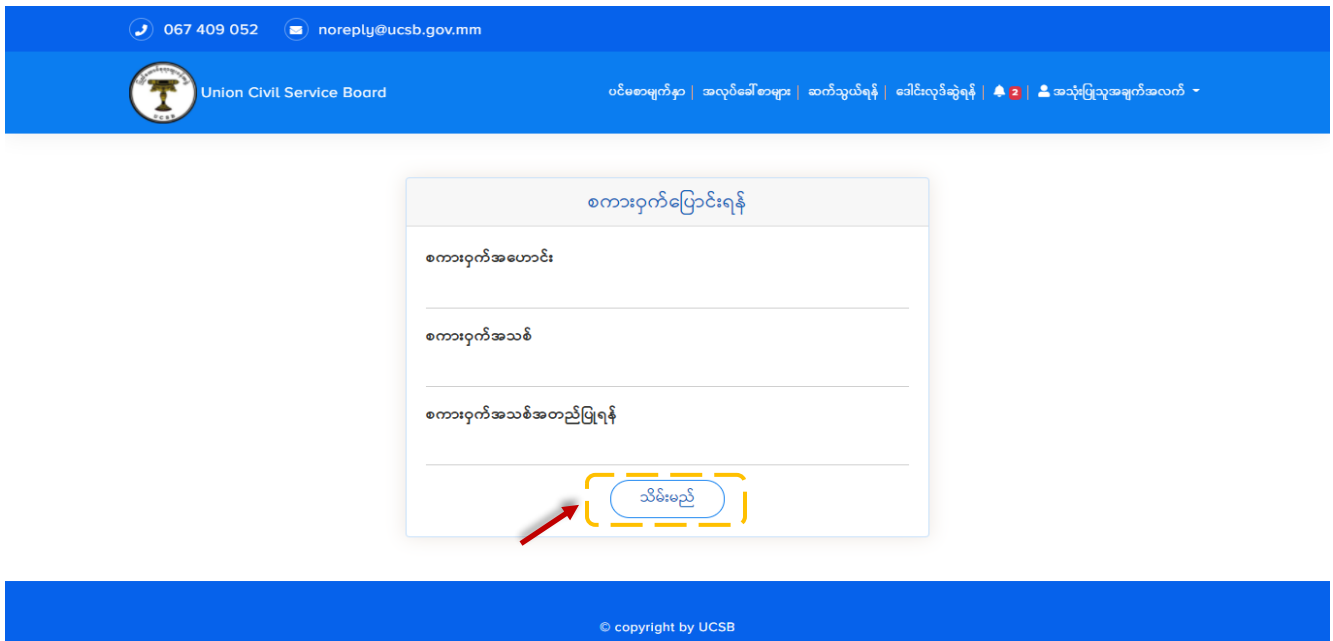 067 409 052 noreply@ucsb.gov.mm
Union Civil Service Board
ပင်မစာမျက်နှာ | အလုပ်ခေါ်စာများ | ဆက်သွယ်ရန် | ဒေါင်းလုဒ်ဆွဲရန် | 2 | အသုံးပြုသူအချက်အလက်
UCSB
စကားဝှက်ပြောင်းရန်
စကားဝှက်အဟောင်း
စကားဝှက်အသစ်
စကားဝှက်အသစ်အတည်ပြုရန်
သိမ်းမည်
© copyright by UCSB